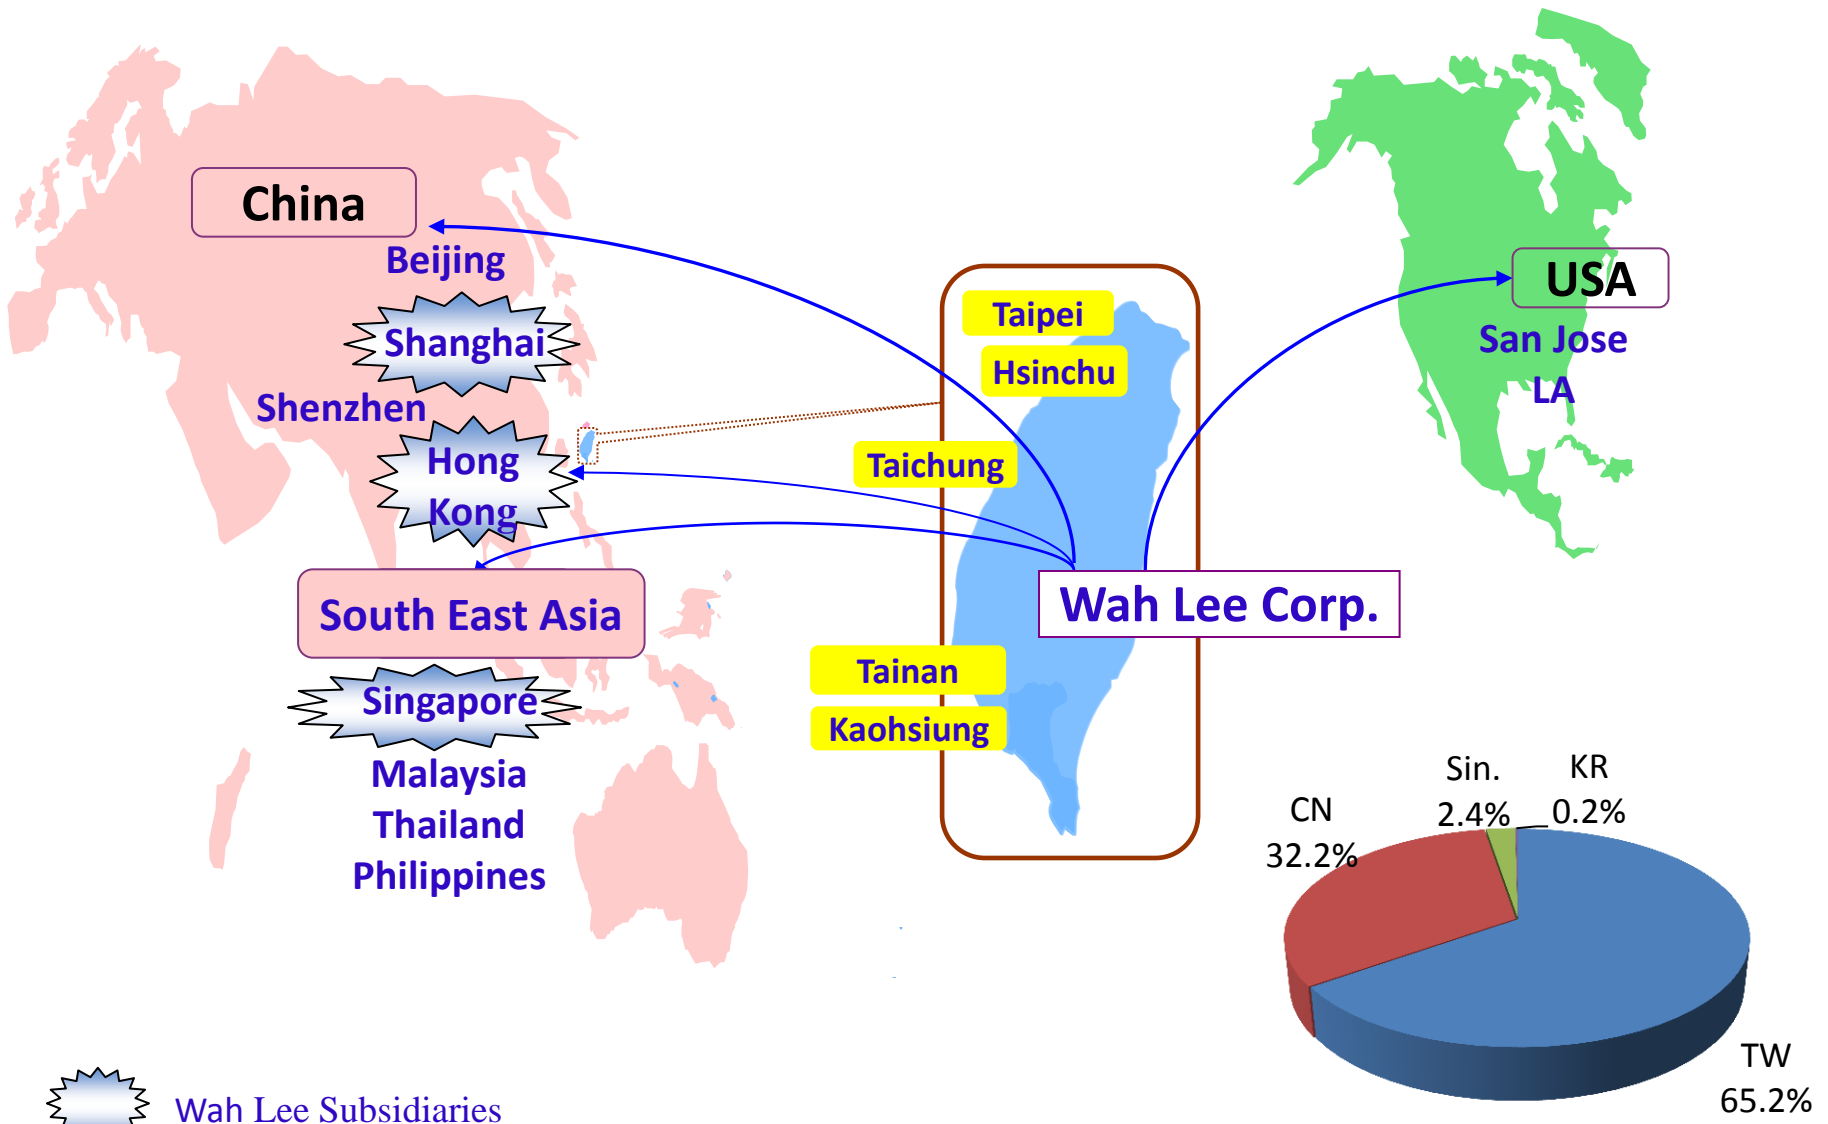 China
Beijing
Shanghai
Shenzhen
Hong
Kong
South East Asia
Singapore
Malaysia
Thailand
Philippines
Taipei
Hsinchu
Taichung
Wah Lee Corp.
Tainan
Kaohsiung
USA
San Jose
LA
CN
32.2%
Sin.
2.4%
KR
0.2%
TW
65.2%
Wah Lee Subsidiaries